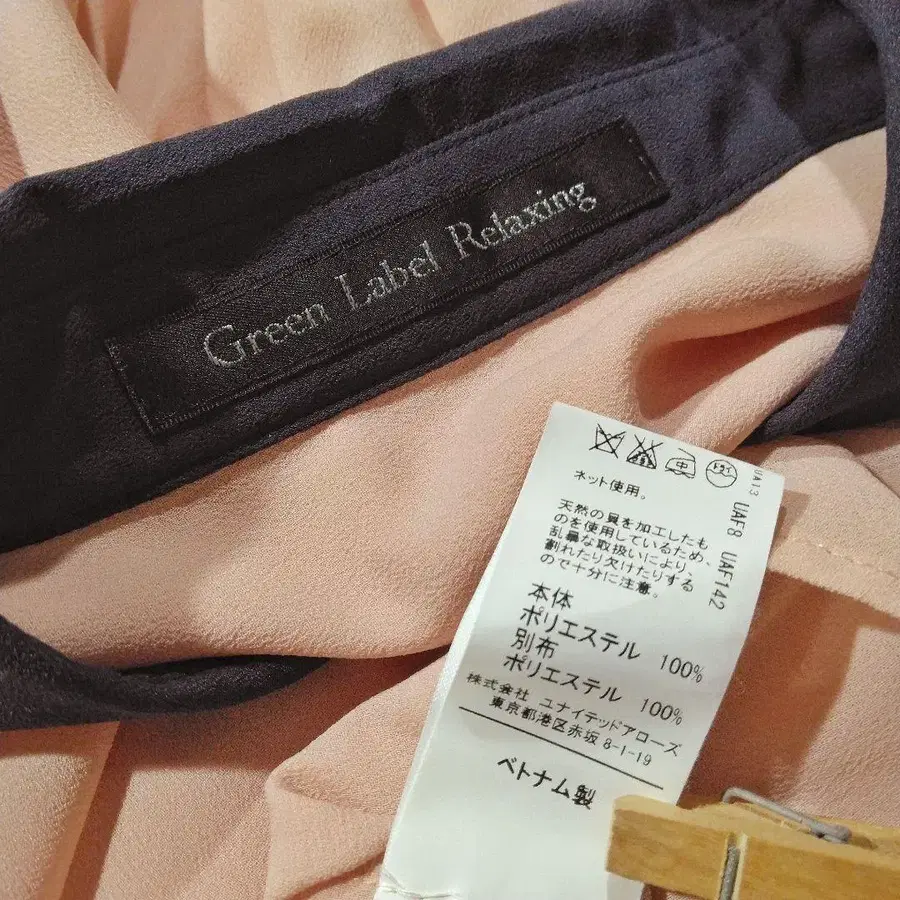 Green Label Relaxing
中
ドライ
UA13 UAF8 UAF142
ネット使用。
天然の貝を加工したも
のを使用しているため、
乱暴な取扱いにより、
割れたり欠けたりする
ので十分に注意。
本体
ポリエステル 100%
別布
ポリエステル 100%
株式会社 ユナイテッドアローズ
東京都港区赤坂 8-1-19
ベトナム製